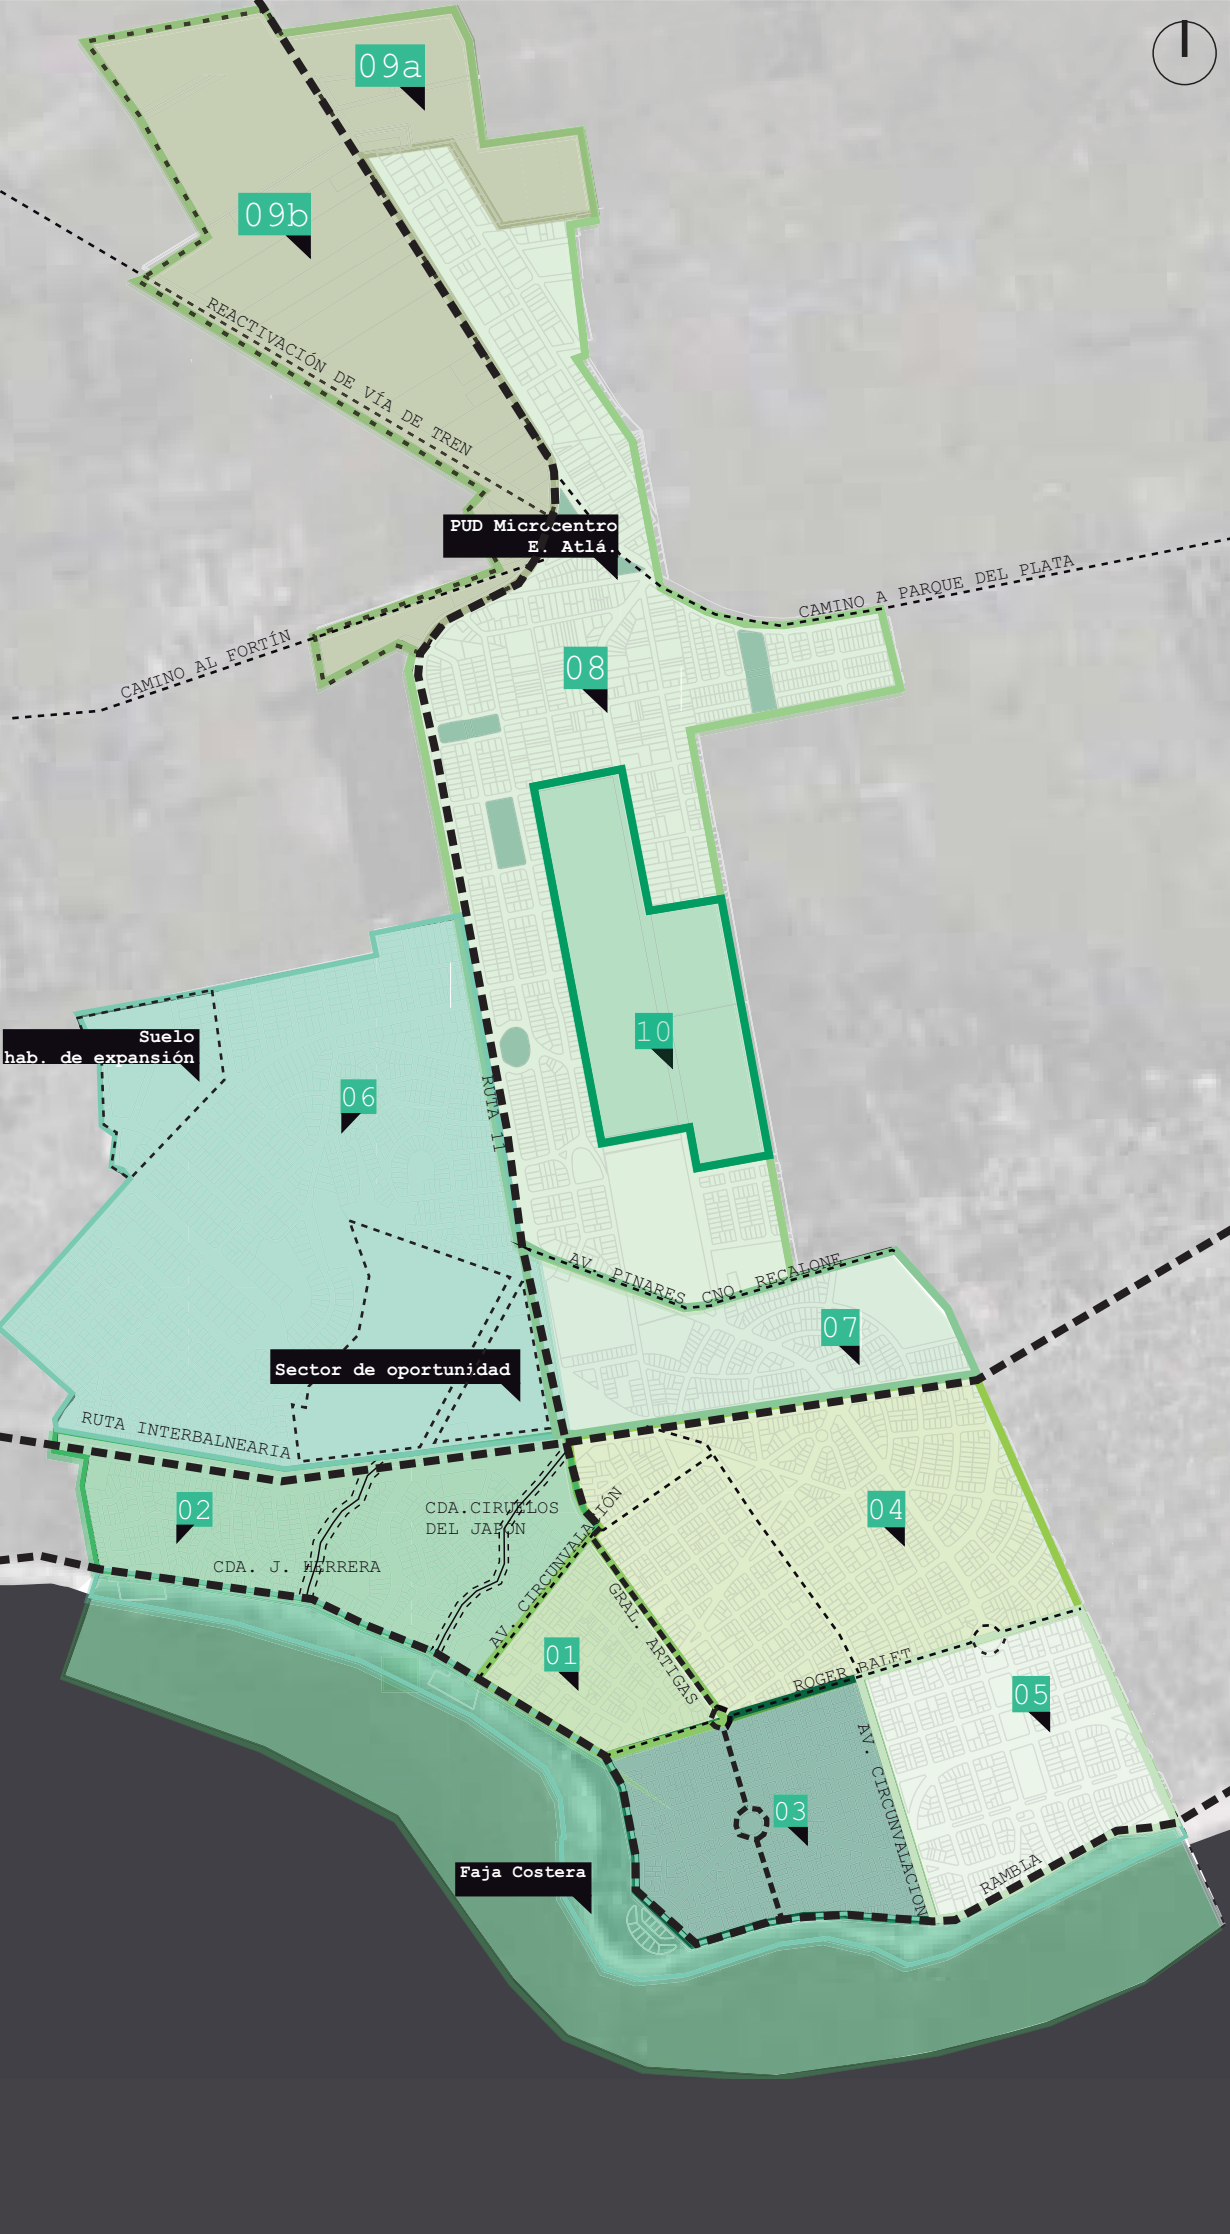 09a
09b
REACTIVACIÓN DE VÍA DE TREN
PUD Microcentro
E. Atlá.
CAMINO A PARQUE DEL PLATA
CAMINO AL FORTÍN
08
10
Suelo
hab. de expansión
06
RUTA 11
AV. PINARES
CNO. RECALONE
07
Sector de oportunidad
RUTA INTERBALNEARIA
02
CDA.CIRUELOS
DEL JAPÓN
CDA. J. HERRERA
AV. CIRCUNVALACIÓN
04
GRAL. ARTIGAS
01
ROGER BALET
05
AV. CIRCUNVALACION
03
RAMBLA
Faja Costera